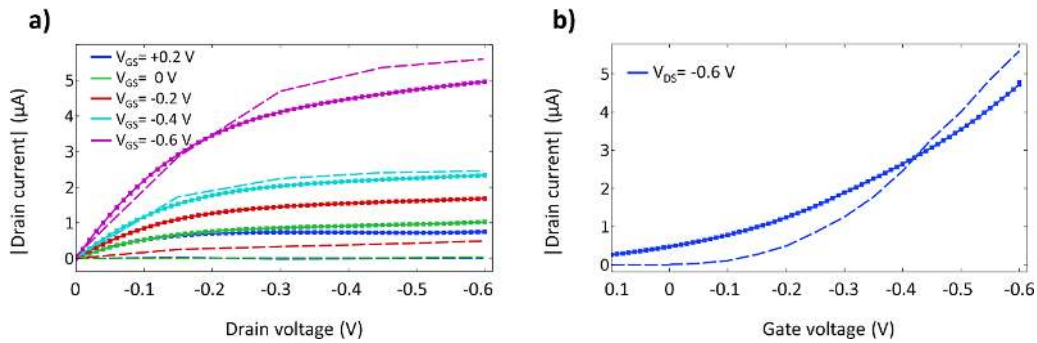 a)
|Drain current| (µA)
5
4
3
2
1
0
V_GS= +0.2 V
V_GS= 0 V
V_GS= -0.2 V
V_GS= -0.4 V
V_GS= -0.6 V
0 -0.1 -0.2 -0.3 -0.4 -0.5 -0.6
Drain voltage (V)
b)
|Drain current| (µA)
5
4
3
2
1
0
V_DS= -0.6 V
0.1 0 -0.1 -0.2 -0.3 -0.4 -0.5 -0.6
Gate voltage (V)